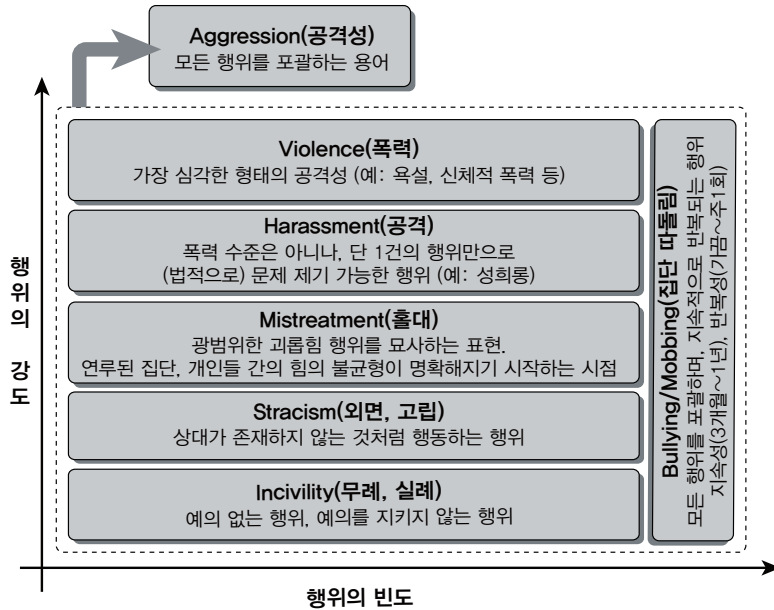 Aggression(공격성)
모든 행위를 포괄하는 용어
Violence(폭력)
가장 심각한 형태의 공격성 (예: 욕설, 신체적 폭력 등)
Harassment(공격)
폭력 수준은 아니나, 단 1건의 행위만으로
(법적으로) 문제 제기 가능한 행위 (예: 성희롱)
Mistreatment(홀대)
광범위한 괴롭힘 행위를 묘사하는 표현.
연루된 집단, 개인들 간의 힘의 불균형이 명확해지기 시작하는 시점
Stracism(외면, 고립)
상대가 존재하지 않는 것처럼 행동하는 행위
Incivility(무례, 실례)
예의 없는 행위, 예의를 지키지 않는 행위
Bullying/Mobbing(집단 따돌림)
모든 행위를 포괄하며, 지속적으로 반복되는 행위
지속성(3개월~1년), 반복성(가끔~주1회)
행위의 강도
행위의 빈도